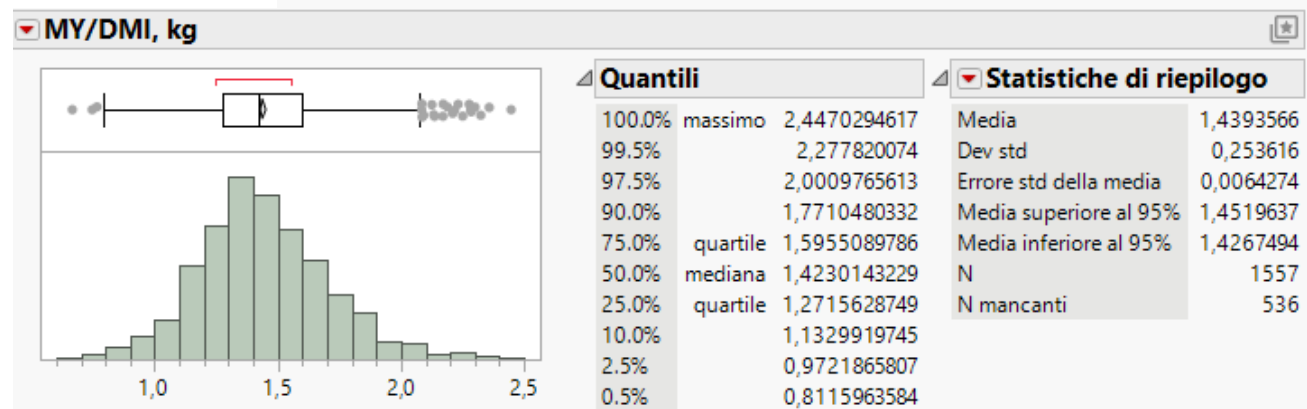 MY/DMI, kg
1,0 1,5 2,0 2,5
Quantili
100.0% massimo 2,4470294617
99.5% 2,277820074
97.5% 2,0009765613
90.0% 1,7710480332
75.0% quartile 1,5955089786
50.0% mediana 1,4230143229
25.0% quartile 1,2715628749
10.0% 1,1329919745
2.5% 0,9721865807
0.5% 0,8115963584
Statistiche di riepilogo
Media 1,4393566
Dev std 0,253616
Errore std della media 0,0064274
Media superiore al 95% 1,4519637
Media inferiore al 95% 1,4267494
N 1557
N mancanti 536